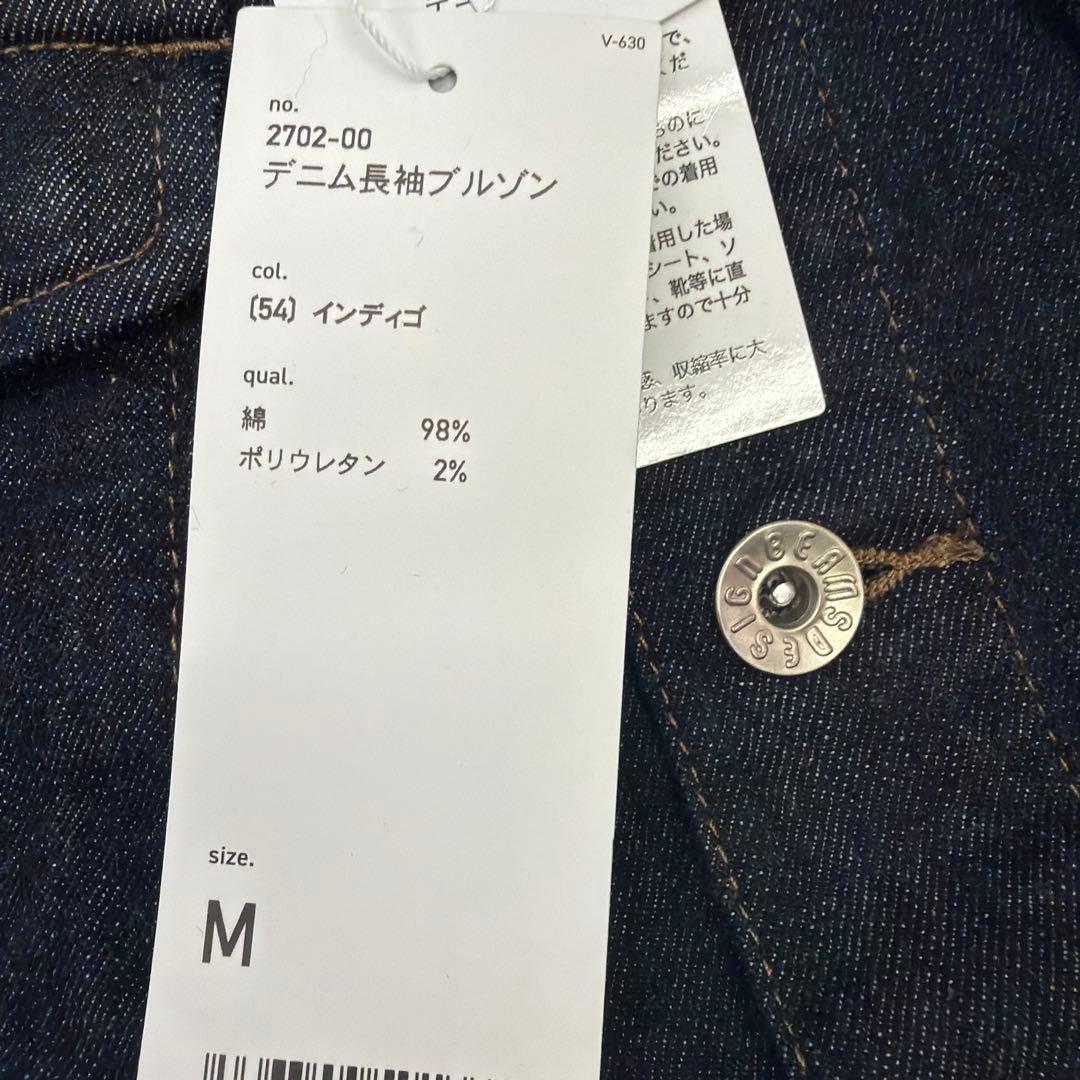 V-630
no.
2702-00
デニム長袖ブルゾン
col.
〔54〕 インディゴ
qual.
綿 98%
ポリウレタン 2%
size.
M
で、
だ
ものに
ださい。
の着用
い。
着用した場
シート、ソ
、靴等に直
ますので十分
感、収縮率に大
ります。
BEAMS DESIGN